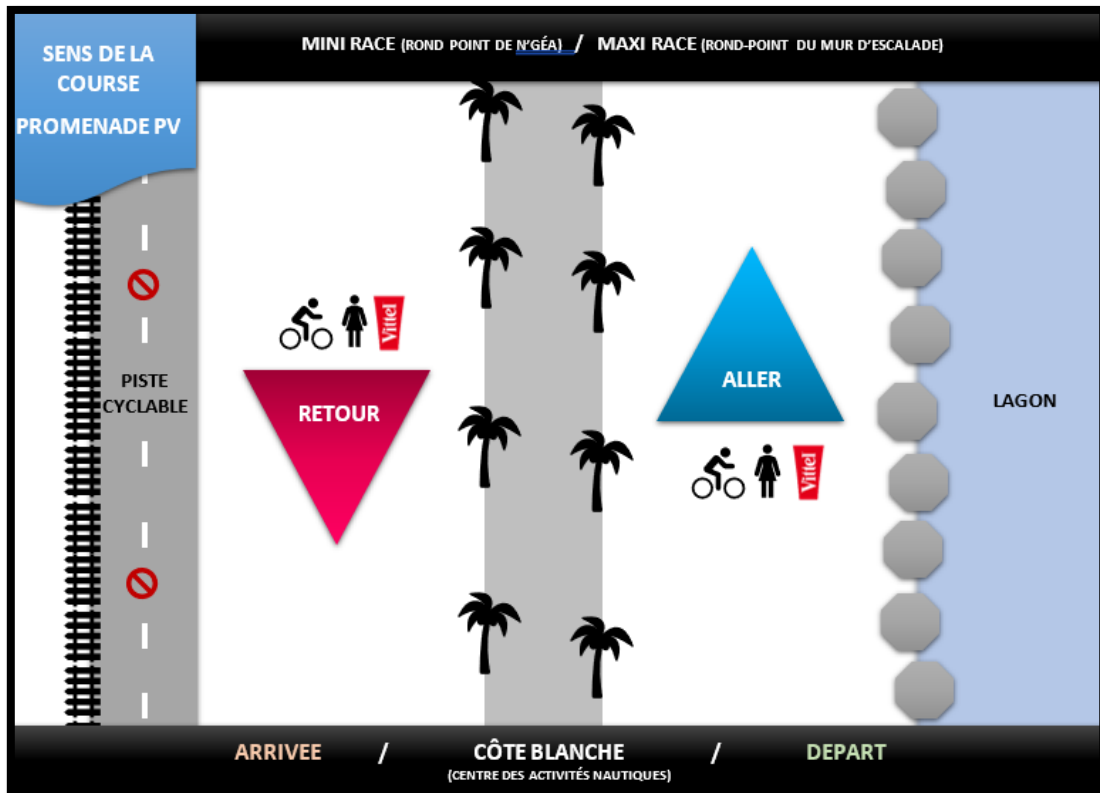 SENS DE LA
COURSE
PROMENADE PV
MINI RACE (ROND POINT DE N'GÉA) / MAXI RACE (ROND-POINT DU MUR D'ESCALADE)
PISTE
CYCLABLE
RETOUR
Vittel
ALLER
Vittel
LAGON
ARRIVEE / CÔTE BLANCHE / DEPART
(CENTRE DES ACTIVITÉS NAUTIQUES)